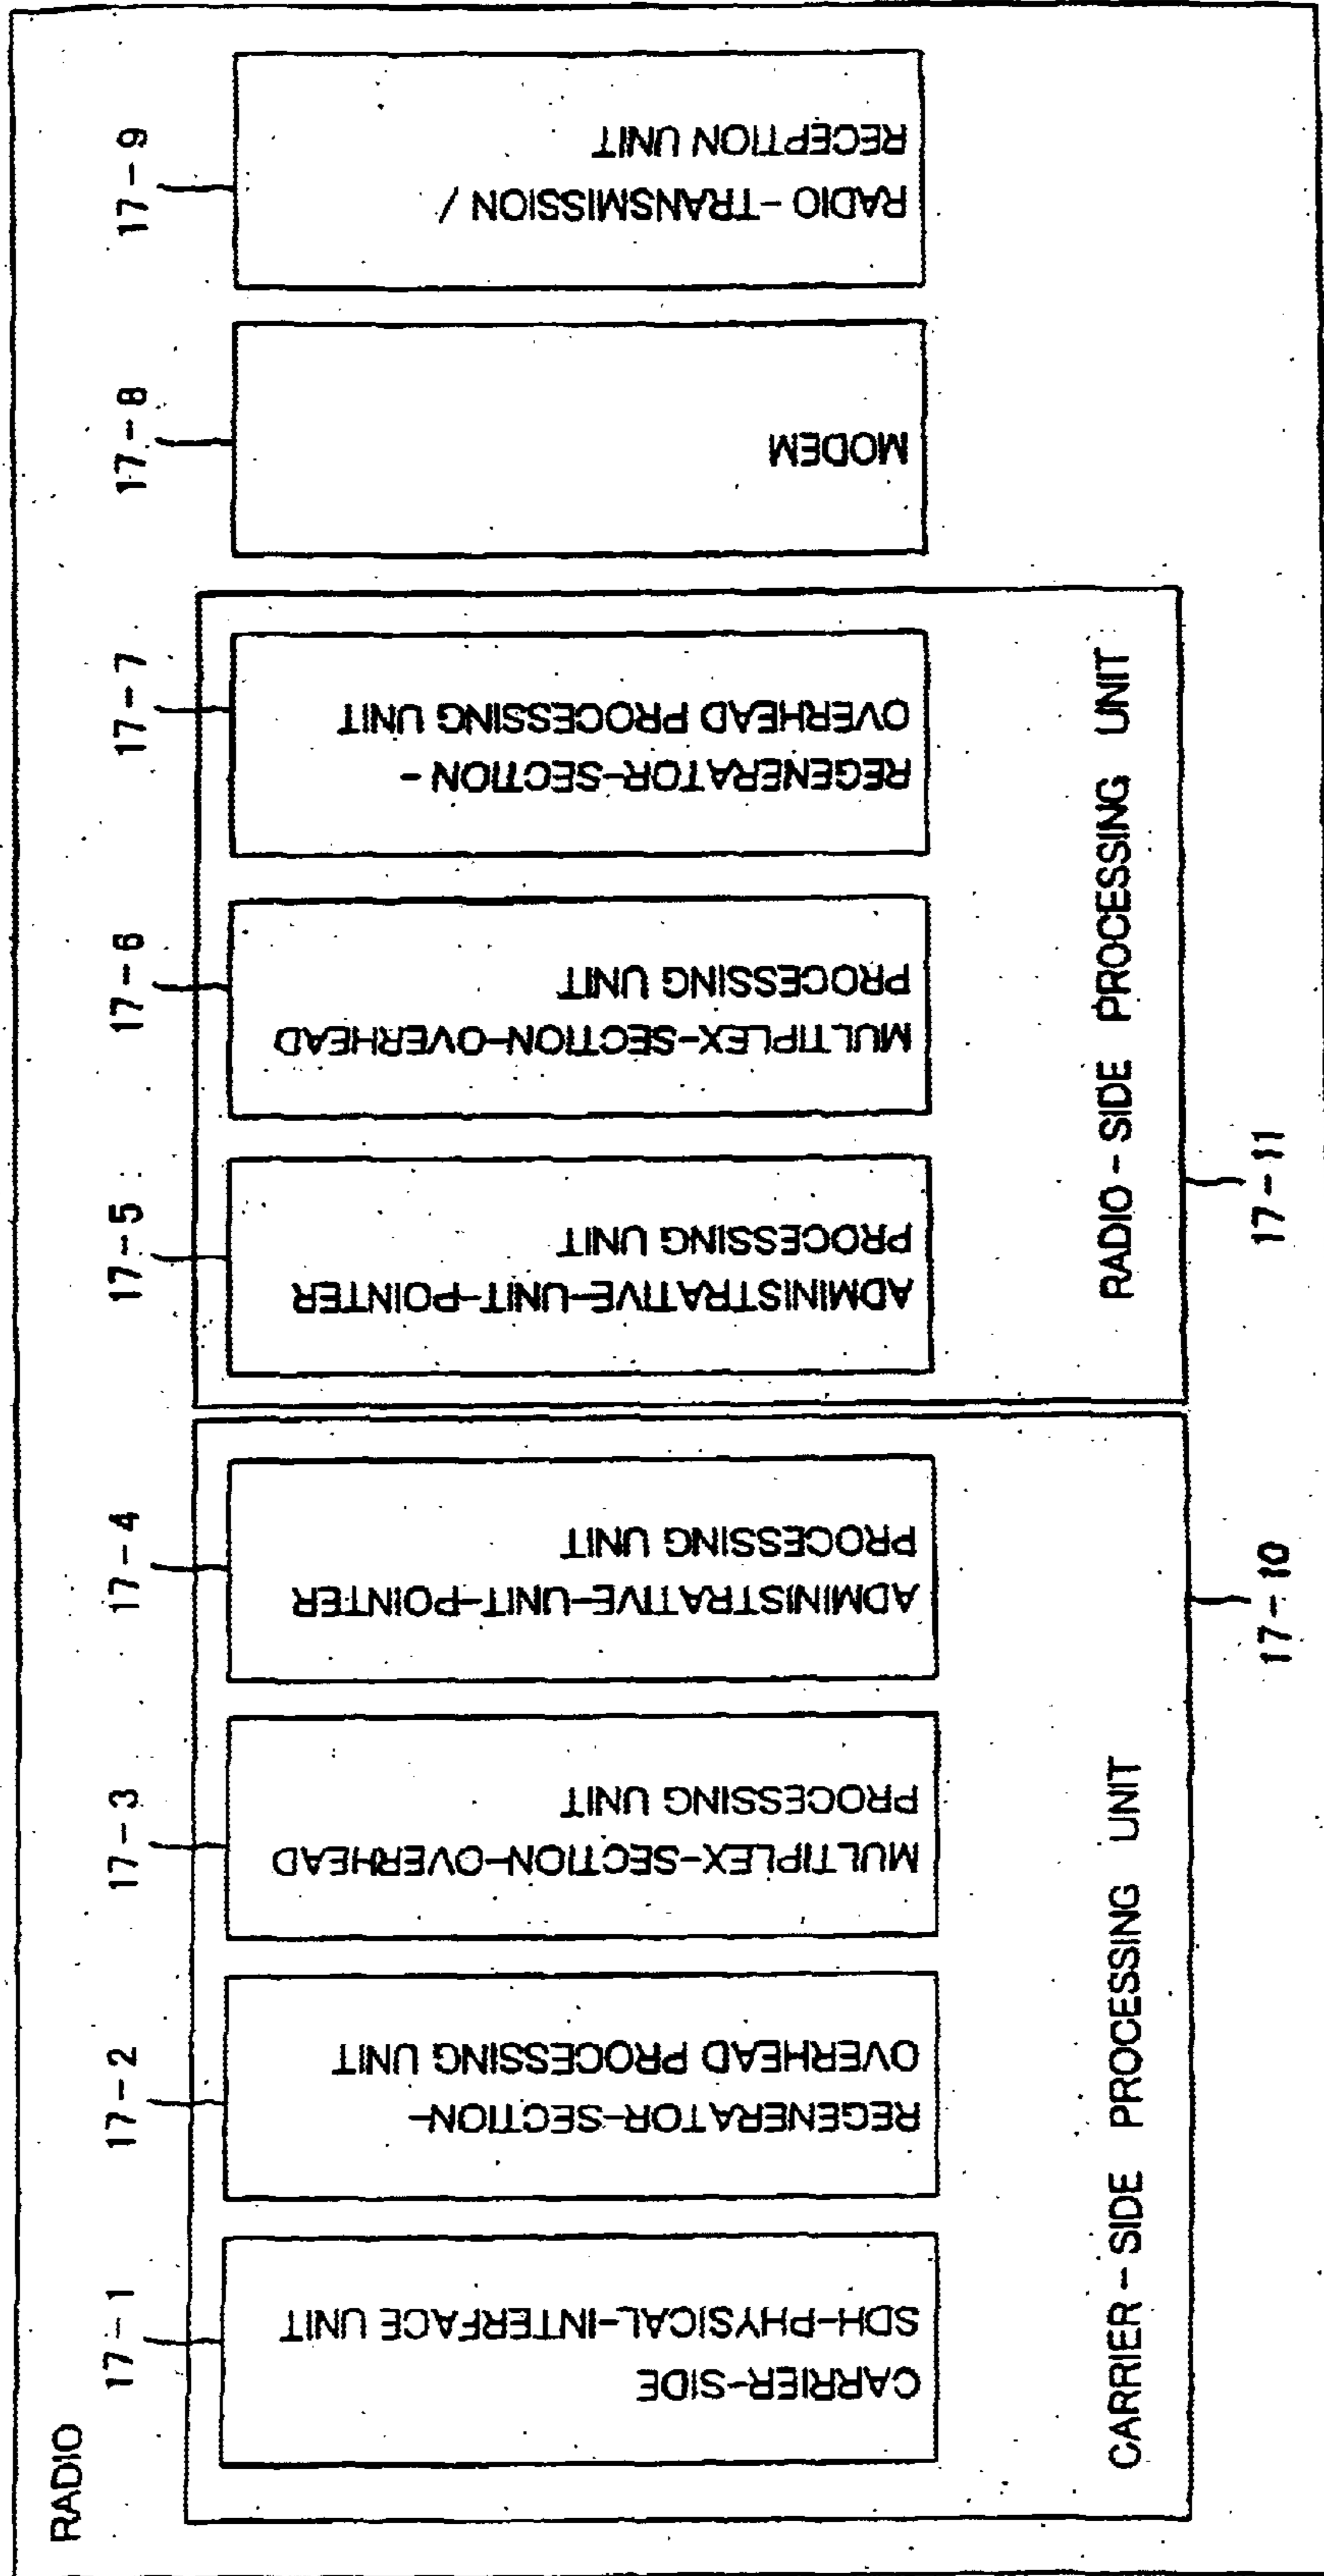 RADIO
17-1
17-2
17-3
17-4
17-5
17-6
17-7
17-8
17-9
CARRIER-SIDE
SDH-PHYSICAL-INTERFACE UNIT
REGENERATOR-SECTION-
OVERHEAD PROCESSING UNIT
MULTIPLEX-SECTION-OVERHEAD
PROCESSING UNIT
ADMINISTRATIVE-UNIT-POINTER
PROCESSING UNIT
ADMINISTRATIVE-UNIT-POINTER
PROCESSING UNIT
MULTIPLEX-SECTION-OVERHEAD
PROCESSING UNIT
REGENERATOR-SECTION-
OVERHEAD PROCESSING UNIT
MODEM
RADIO-TRANSMISSION /
RECEPTION UNIT
CARRIER-SIDE PROCESSING UNIT
RADIO-SIDE PROCESSING UNIT
17-10
17-11